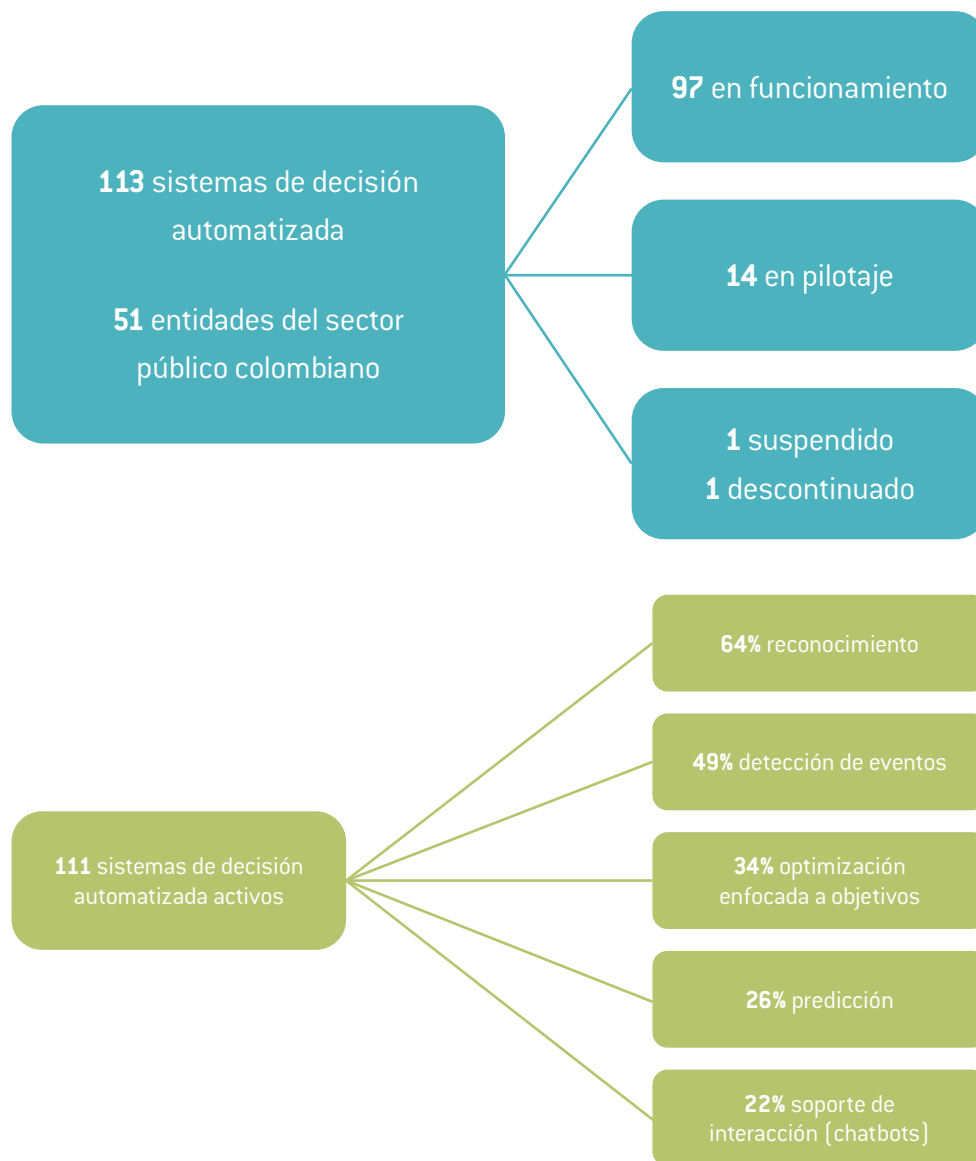 113 sistemas de decisión
automatizada
51 entidades del sector
público colombiano
97 en funcionamiento
14 en pilotaje
1 suspendido
1 descontinuado
111 sistemas de decisión
automatizada activos
64% reconocimiento
49% detección de eventos
34% optimización
enfocada a objetivos
26% predicción
22% soporte de
interacción (chatbots)